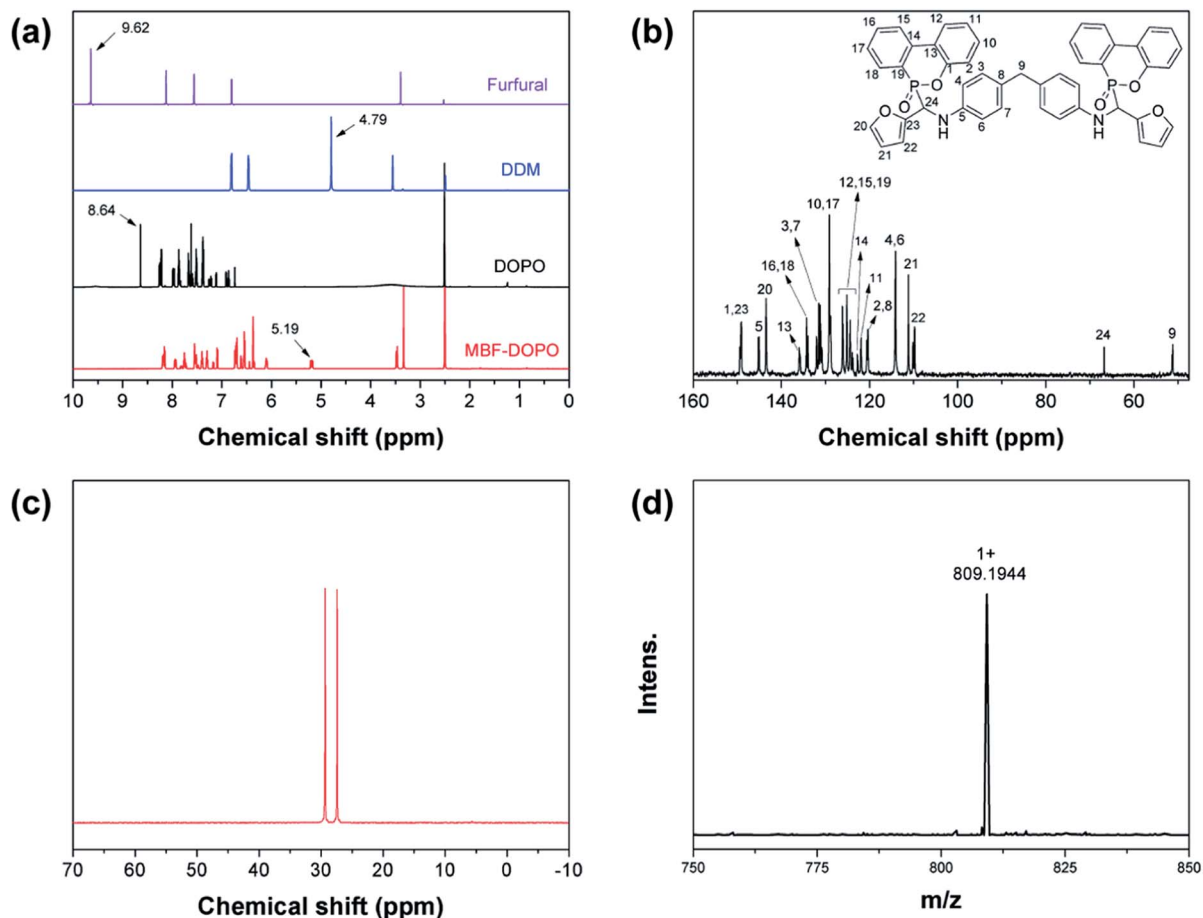 (a)
9.62
Furfural
4.79
DDM
8.64
DOPO
5.19
MBF-DOPO
10 9 8 7 6 5 4 3 2 1 0
Chemical shift (ppm)
(b)
16 15 12 11
14
17 13 10
18 19 2
4 3 9 8
P O O 24
O 23 N H 5 6 7
20 21 22
P O O
N H O
12,15,19
10,17
3,7
14
4,6
16,18
11
21
20
2,8
1,23
5
13
22
24
9
160 140 120 100 80 60
Chemical shift (ppm)
(c)
70 60 50 40 30 20 10 0 -10
Chemical shift (ppm)
(d)
1+
809.1944
Intens.
750 775 800 825 850
m/z